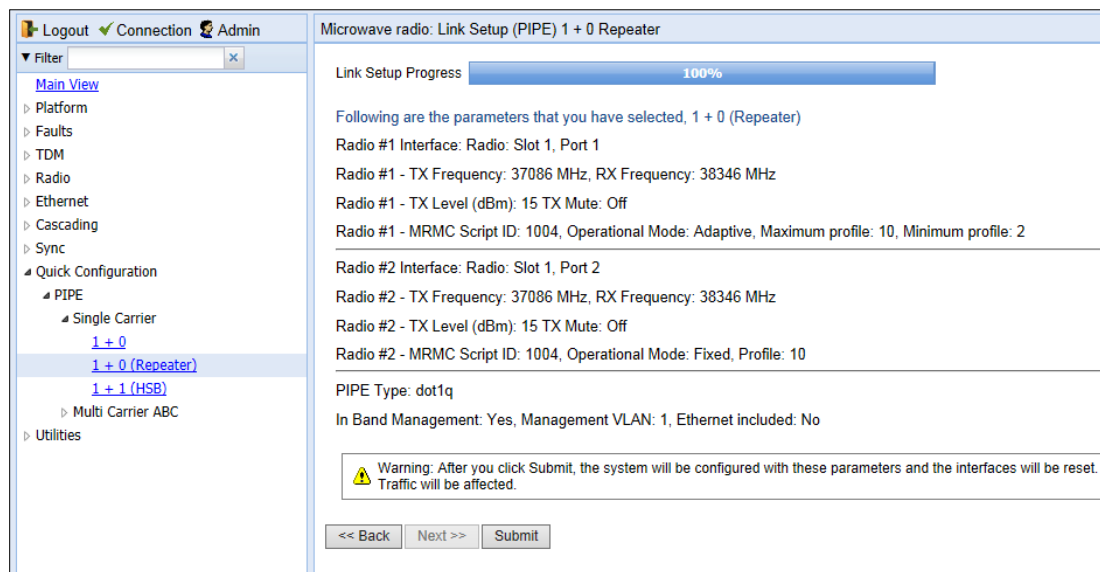 Logout Connection Admin
Filter
Main View
Platform
Faults
TDM
Radio
Ethernet
Cascading
Sync
Quick Configuration
PIPE
Single Carrier
1 + 0
1 + 0 (Repeater)
1 + 1 (HSB)
Multi Carrier ABC
Utilities
Microwave radio: Link Setup (PIPE) 1 + 0 Repeater
Link Setup Progress 100%
Following are the parameters that you have selected, 1 + 0 (Repeater)
Radio #1 Interface: Radio: Slot 1, Port 1
Radio #1 - TX Frequency: 37086 MHz, RX Frequency: 38346 MHz
Radio #1 - TX Level (dBm): 15 TX Mute: Off
Radio #1 - MRMC Script ID: 1004, Operational Mode: Adaptive, Maximum profile: 10, Minimum profile: 2
Radio #2 Interface: Radio: Slot 1, Port 2
Radio #2 - TX Frequency: 37086 MHz, RX Frequency: 38346 MHz
Radio #2 - TX Level (dBm): 15 TX Mute: Off
Radio #2 - MRMC Script ID: 1004, Operational Mode: Fixed, Profile: 10
PIPE Type: dot1q
In Band Management: Yes, Management VLAN: 1, Ethernet included: No
Warning: After you click Submit, the system will be configured with these parameters and the interfaces will be reset.
Traffic will be affected.
<< Back Next >> Submit